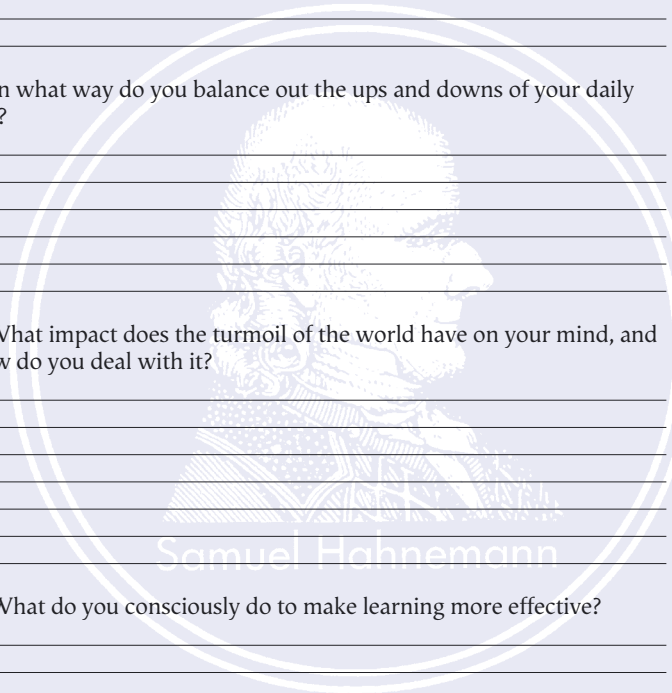 n what way do you balance out the ups and downs of your daily
?
What impact does the turmoil of the world have on your mind, and
w do you deal with it?
Samuel Hahnemann
What do you consciously do to make learning more effective?